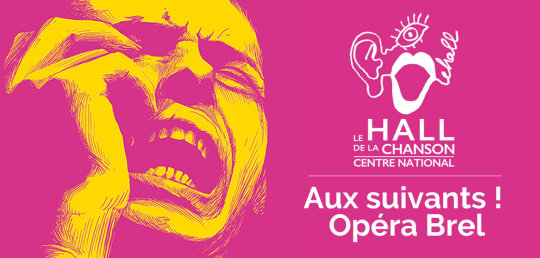 lehall
LE HALL
DE LA CHANSON
CENTRE NATIONAL
Aux suivants !
Opéra Brel